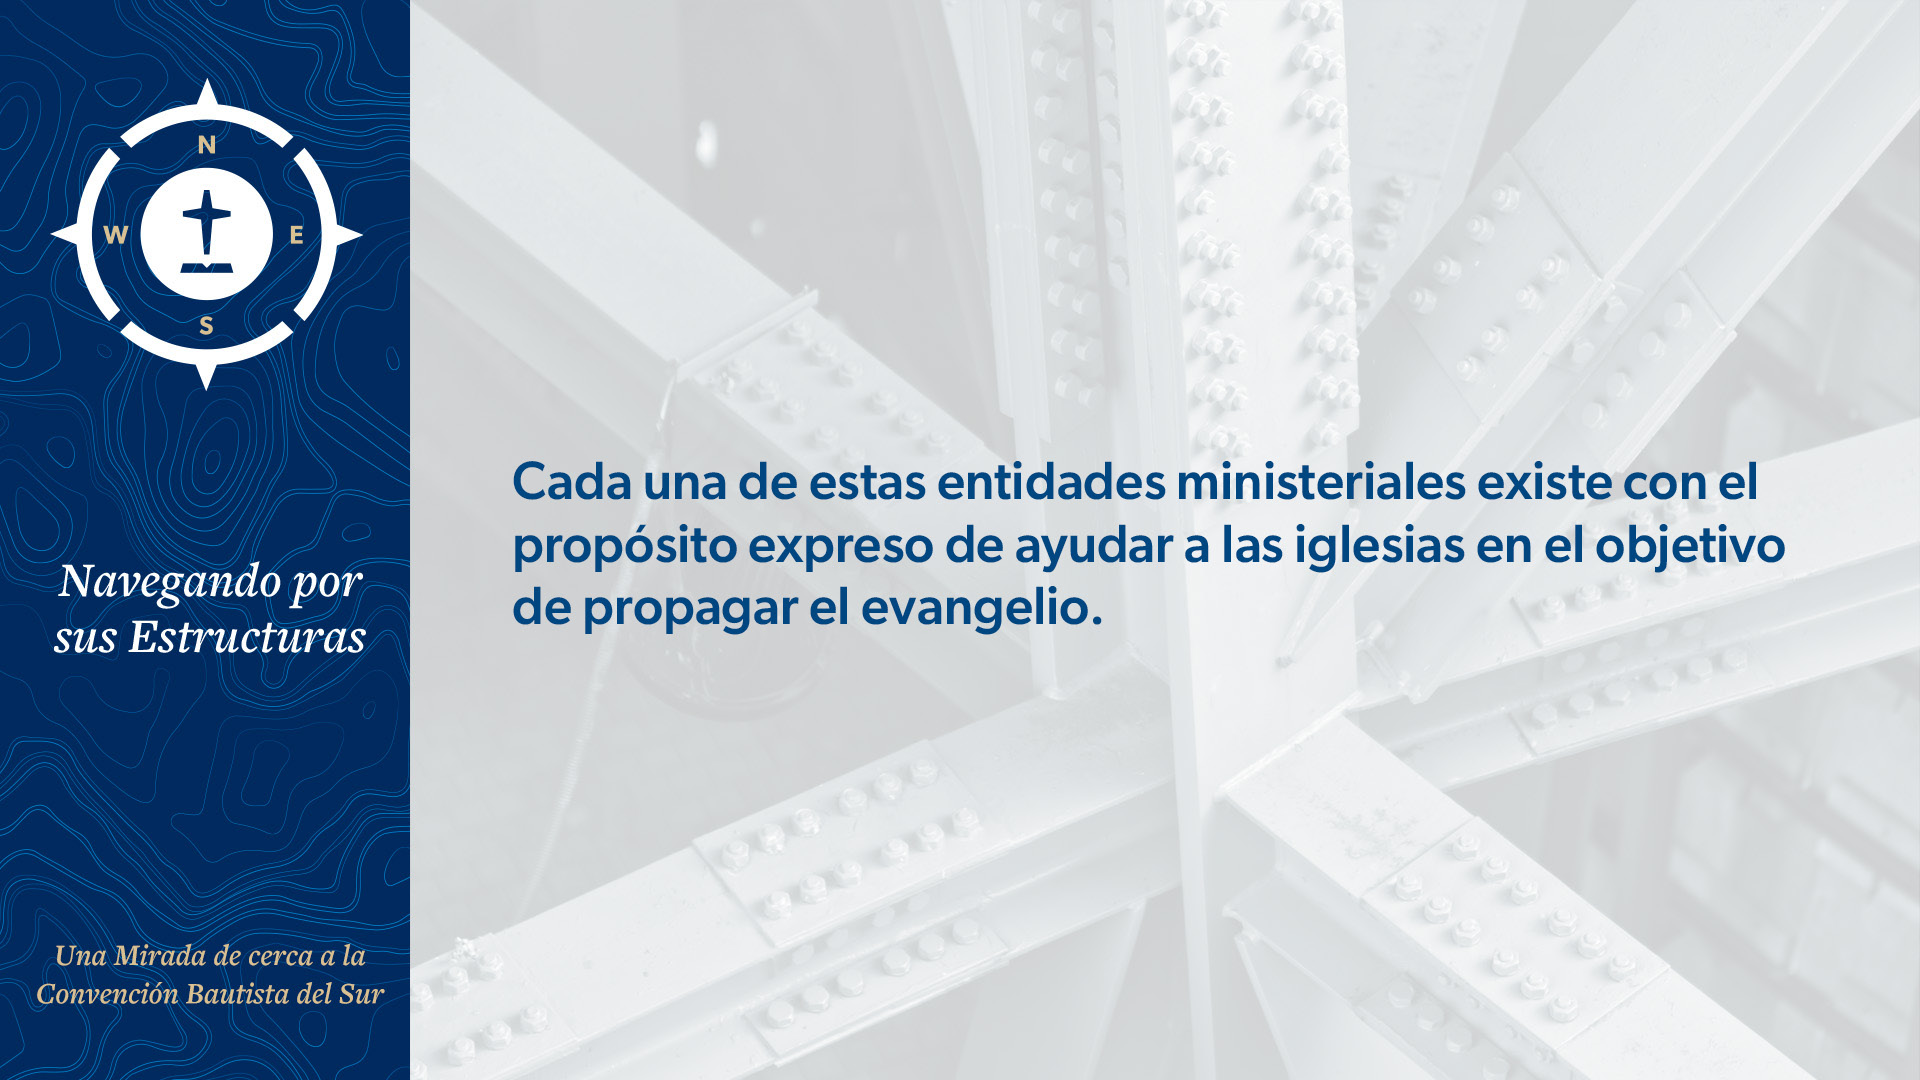 N
W
E
S
Navegando por
sus Estructuras
Una Mirada de cerca a la
Convención Bautista del Sur
Cada una de estas entidades ministeriales existe con el
propósito expreso de ayudar a las iglesias en el objetivo
de propagar el evangelio.